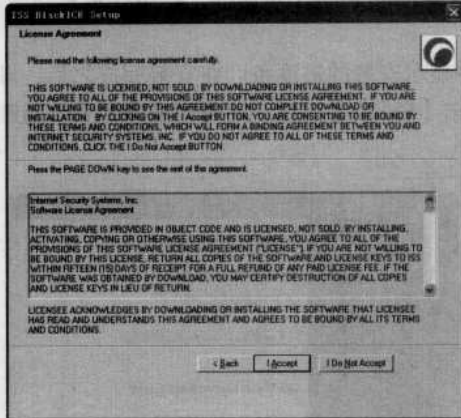 ISS BlackICE Setup
License Agreement
Please read the following license agreement carefully.
THIS SOFTWARE IS LICENSED, NOT SOLD. BY DOWNLOADING OR INSTALLING THIS SOFTWARE,
YOU AGREE TO ALL OF THE PROVISIONS OF THIS SOFTWARE LICENSE AGREEMENT. IF YOU ARE
NOT WILLING TO BE BOUND BY THIS AGREEMENT DO NOT COMPLETE DOWNLOAD OR
INSTALLATION. BY CLICKING ON THE I Accept BUTTON, YOU ARE CONSENTING TO BE BOUND BY
THESE TERMS AND CONDITIONS, WHICH WILL FORM A BINDING AGREEMENT BETWEEN YOU AND
INTERNET SECURITY SYSTEMS, INC. IF YOU DO NOT AGREE TO ALL OF THESE TERMS AND
CONDITIONS, CLICK THE I Do Not Accept BUTTON.
Press the PAGE DOWN key to see the rest of the agreement.
Internet Security Systems, Inc.
Software License Agreement
THIS SOFTWARE IS PROVIDED IN OBJECT CODE AND IS LICENSED, NOT SOLD. BY INSTALLING,
ACTIVATING, COPYING OR OTHERWISE USING THIS SOFTWARE, YOU AGREE TO ALL OF THE
PROVISIONS OF THIS SOFTWARE LICENSE AGREEMENT ("LICENSE"). IF YOU ARE NOT WILLING TO
BE BOUND BY THIS LICENSE, RETURN ALL COPIES OF THE SOFTWARE AND LICENSE KEYS TO ISS
WITHIN FIFTEEN (15) DAYS OF RECEIPT FOR A FULL REFUND OF ANY PAID LICENSE FEE. IF THE
SOFTWARE WAS OBTAINED BY DOWNLOAD, YOU MAY CERTIFY DESTRUCTION OF ALL COPIES
AND LICENSE KEYS IN LIEU OF RETURN.
LICENSEE ACKNOWLEDGES BY DOWNLOADING OR INSTALLING THE SOFTWARE THAT LICENSEE
HAS READ AND UNDERSTANDS THIS AGREEMENT AND AGREES TO BE BOUND BY ALL ITS TERMS
AND CONDITIONS.
< Back I Accept I Do Not Accept